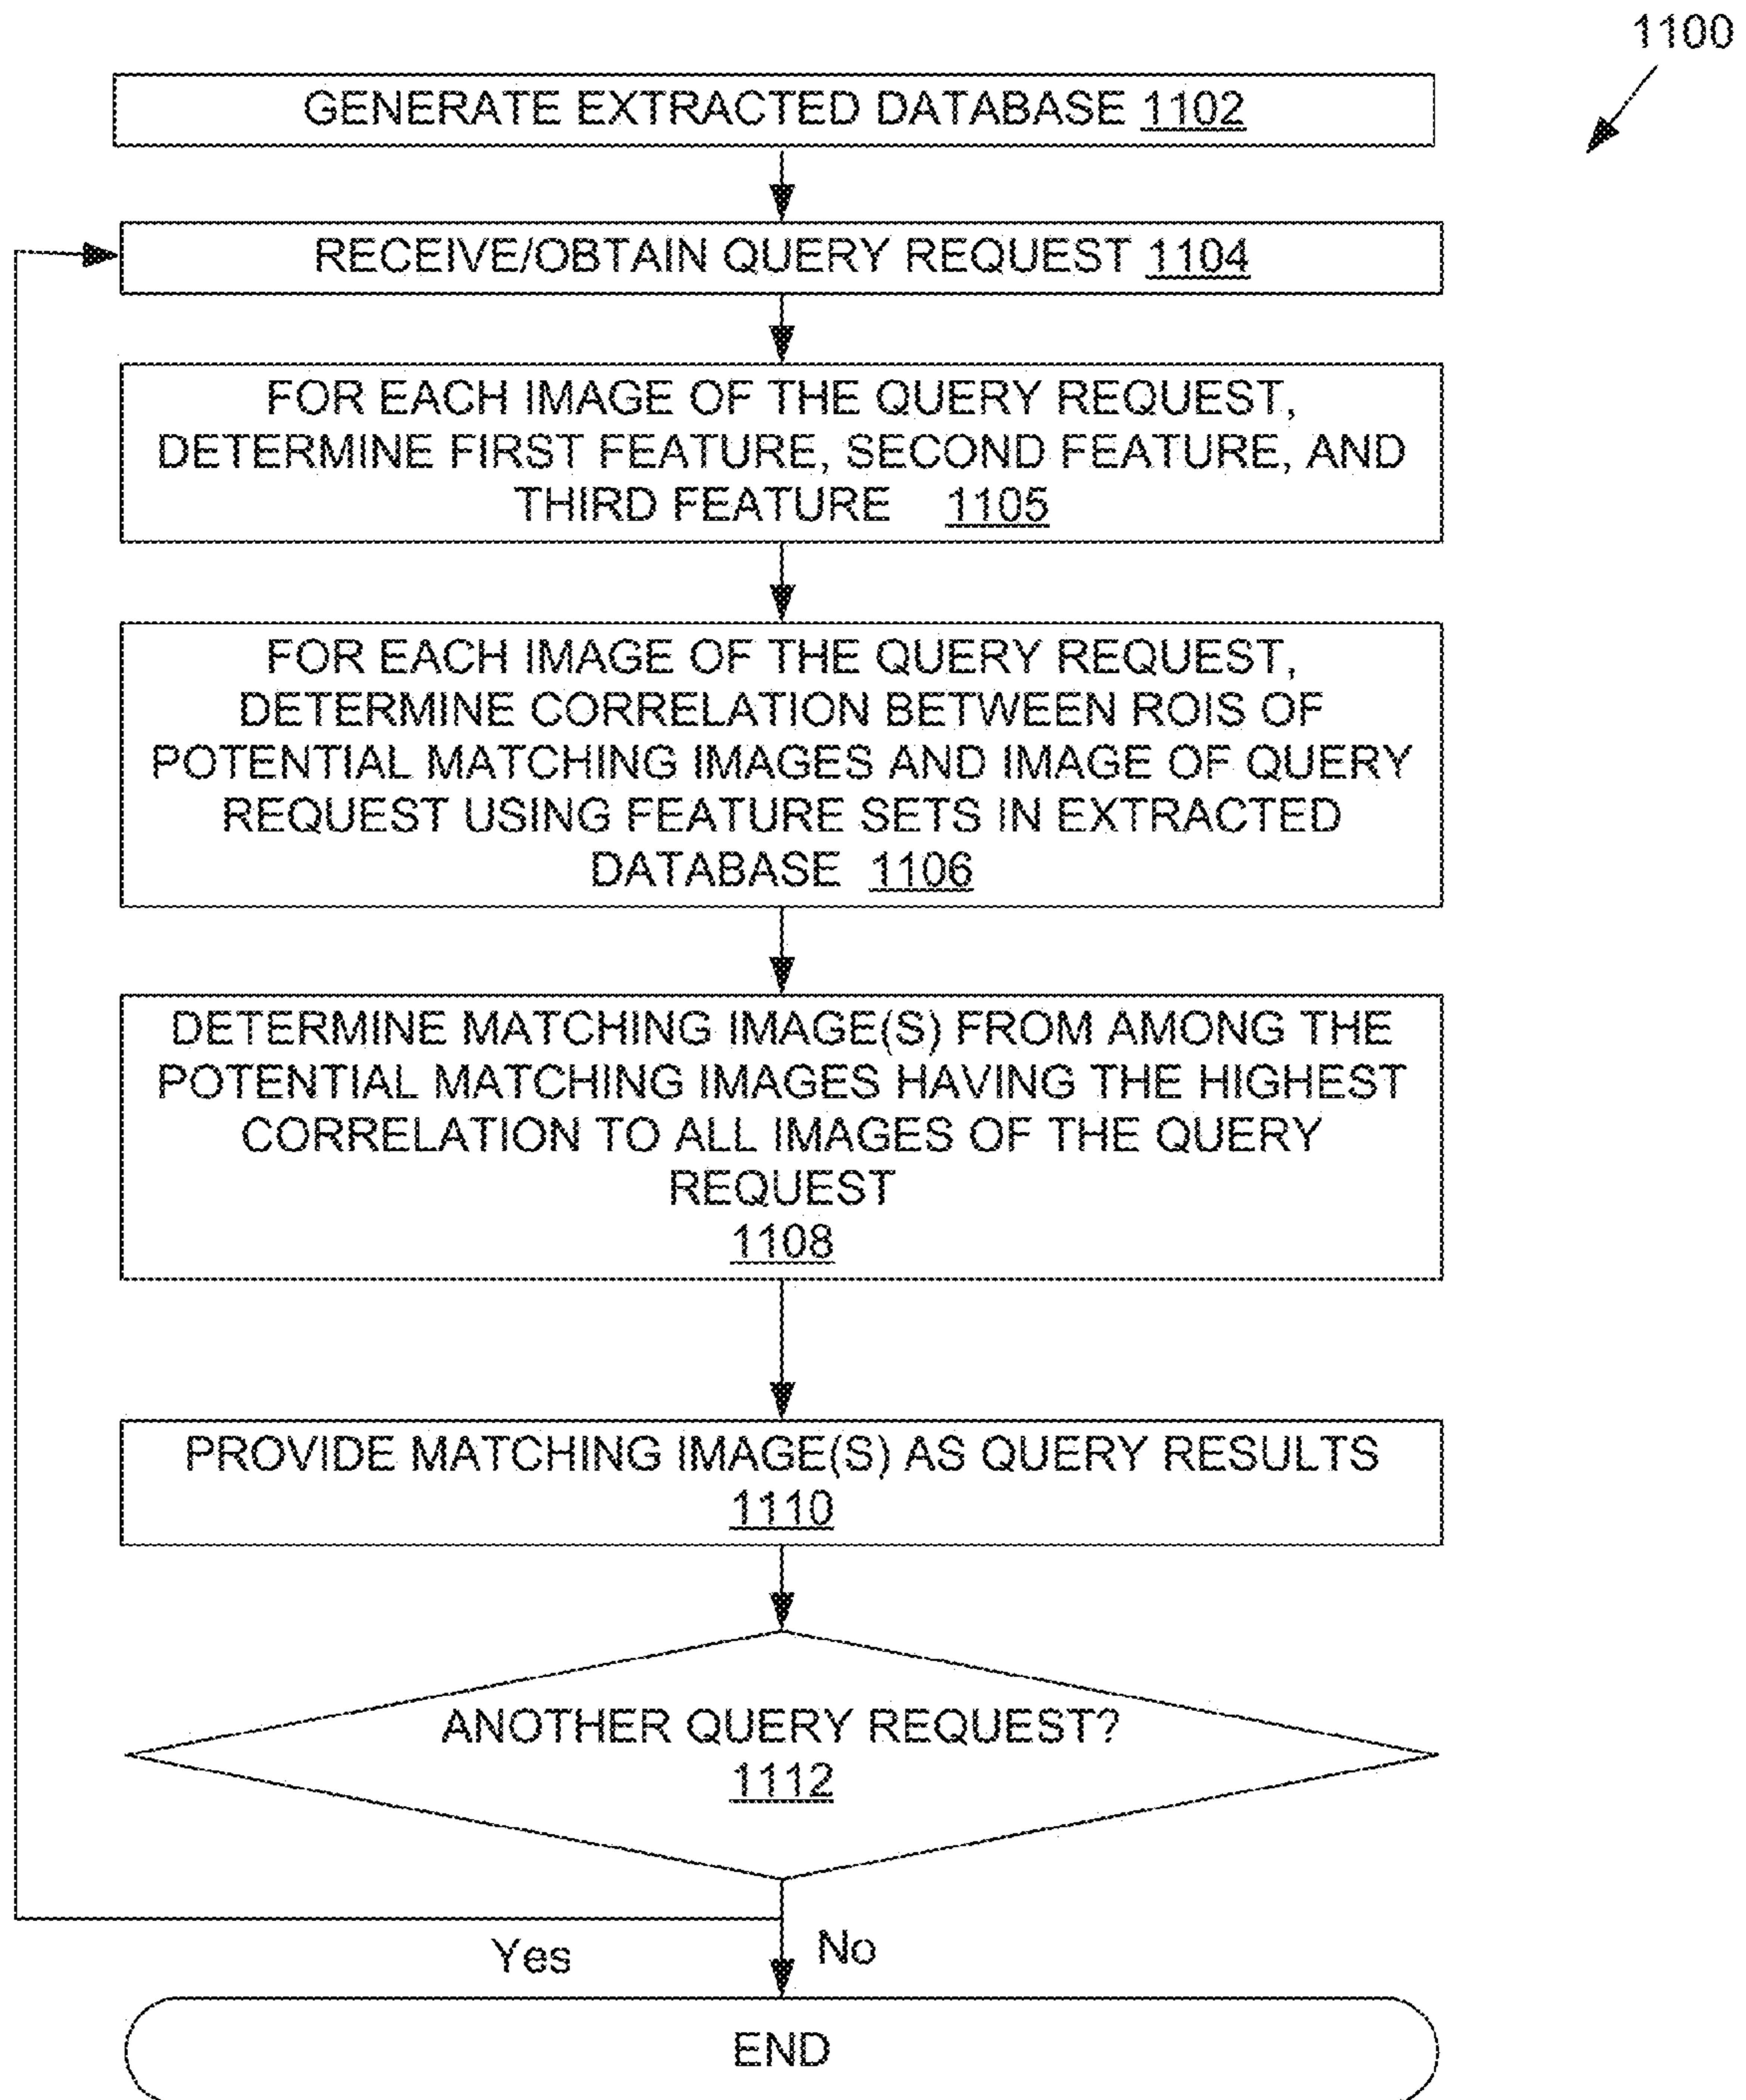 1100
GENERATE EXTRACTED DATABASE 1102
RECEIVE/OBTAIN QUERY REQUEST 1104
FOR EACH IMAGE OF THE QUERY REQUEST,
DETERMINE FIRST FEATURE, SECOND FEATURE, AND
THIRD FEATURE 1105
FOR EACH IMAGE OF THE QUERY REQUEST,
DETERMINE CORRELATION BETWEEN ROIS OF
POTENTIAL MATCHING IMAGES AND IMAGE OF QUERY
REQUEST USING FEATURE SETS IN EXTRACTED
DATABASE 1106
DETERMINE MATCHING IMAGE(S) FROM AMONG THE
POTENTIAL MATCHING IMAGES HAVING THE HIGHEST
CORRELATION TO ALL IMAGES OF THE QUERY
REQUEST
1108
PROVIDE MATCHING IMAGE(S) AS QUERY RESULTS
1110
ANOTHER QUERY REQUEST?
1112
Yes
No
END